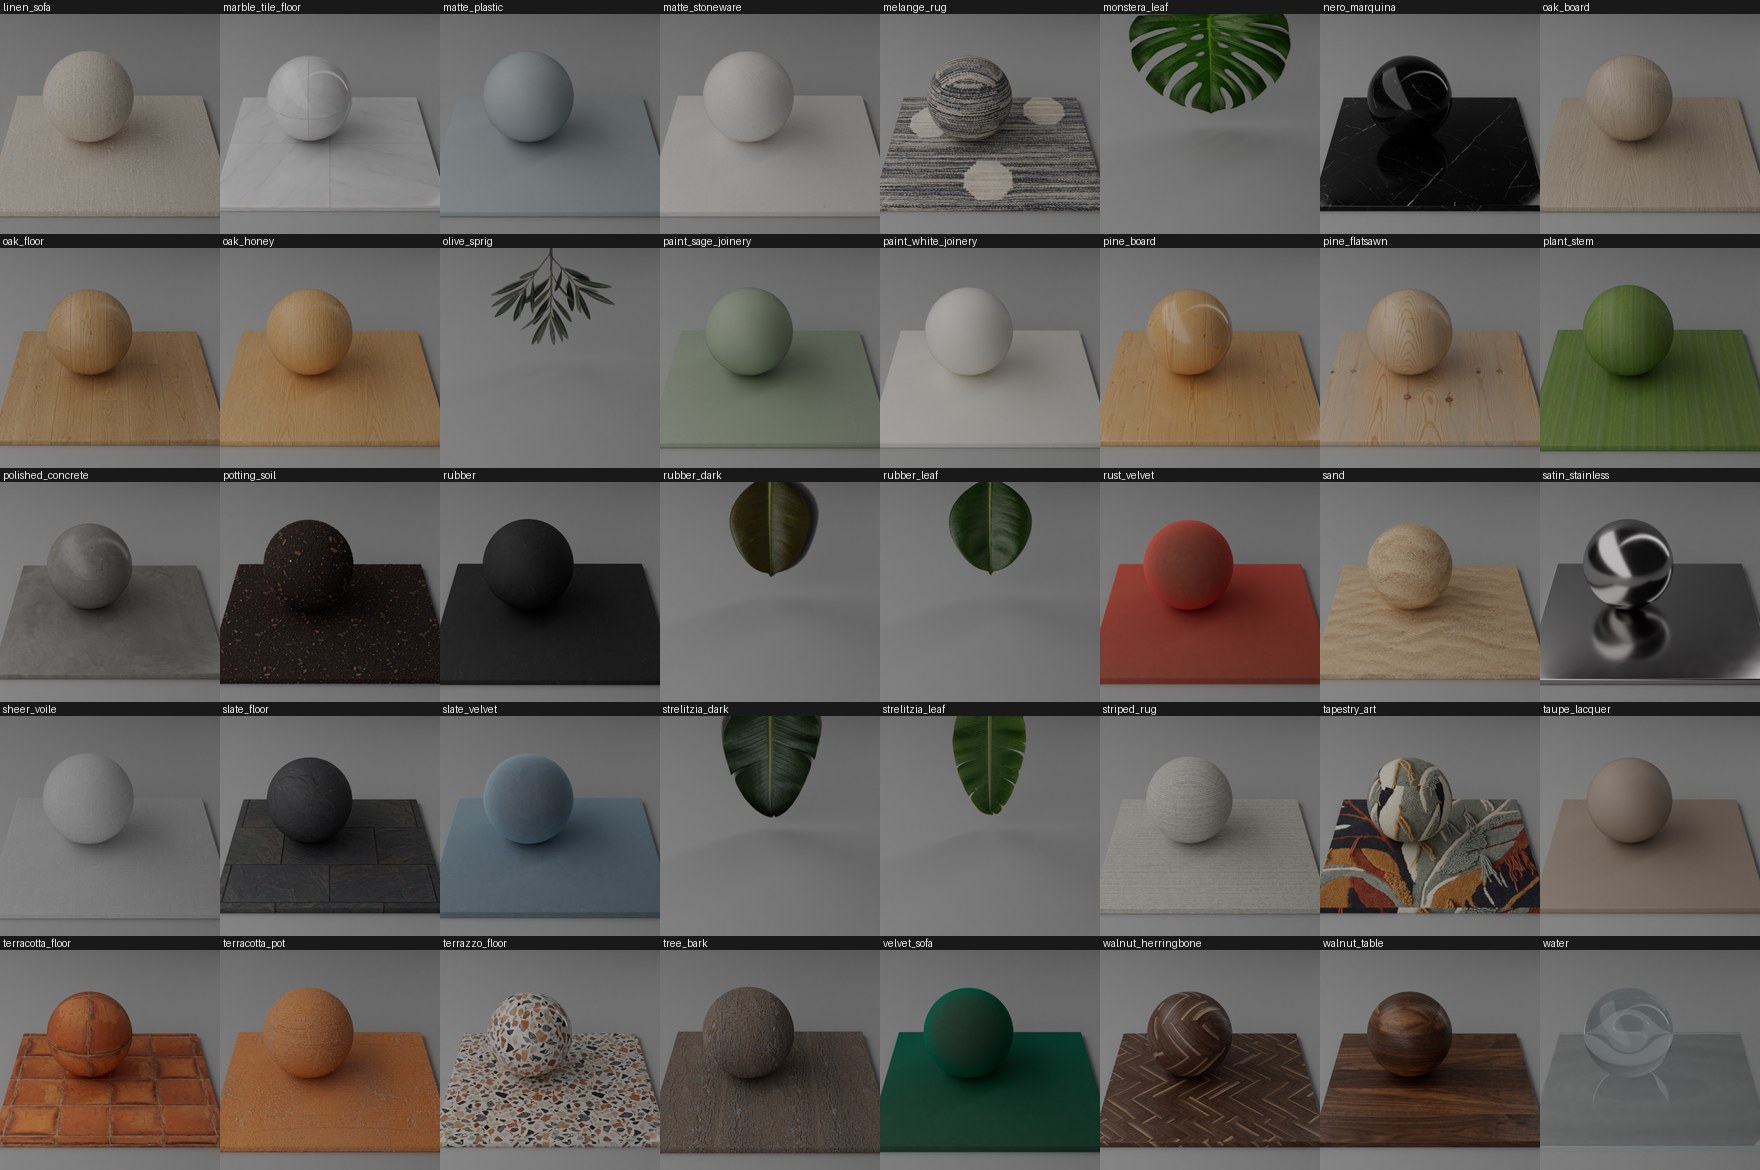 linen_sofa
marble_tile_floor
matte_plastic
matte_stoneware
melange_rug
monstera_leaf
nero_marquina
oak_board
oak_floor
oak_honey
olive_sprig
paint_sage_joinery
paint_white_joinery
pine_board
pine_flatsawn
plant_stem
polished_concrete
potting_soil
rubber
rubber_dark
rubber_leaf
rust_velvet
sand
satin_stainless
sheer_voile
slate_floor
slate_velvet
strelitzia_dark
strelitzia_leaf
striped_rug
tapestry_art
taupe_lacquer
terracotta_floor
terracotta_pot
terrazzo_floor
tree_bark
velvet_sofa
walnut_herringbone
walnut_table
water